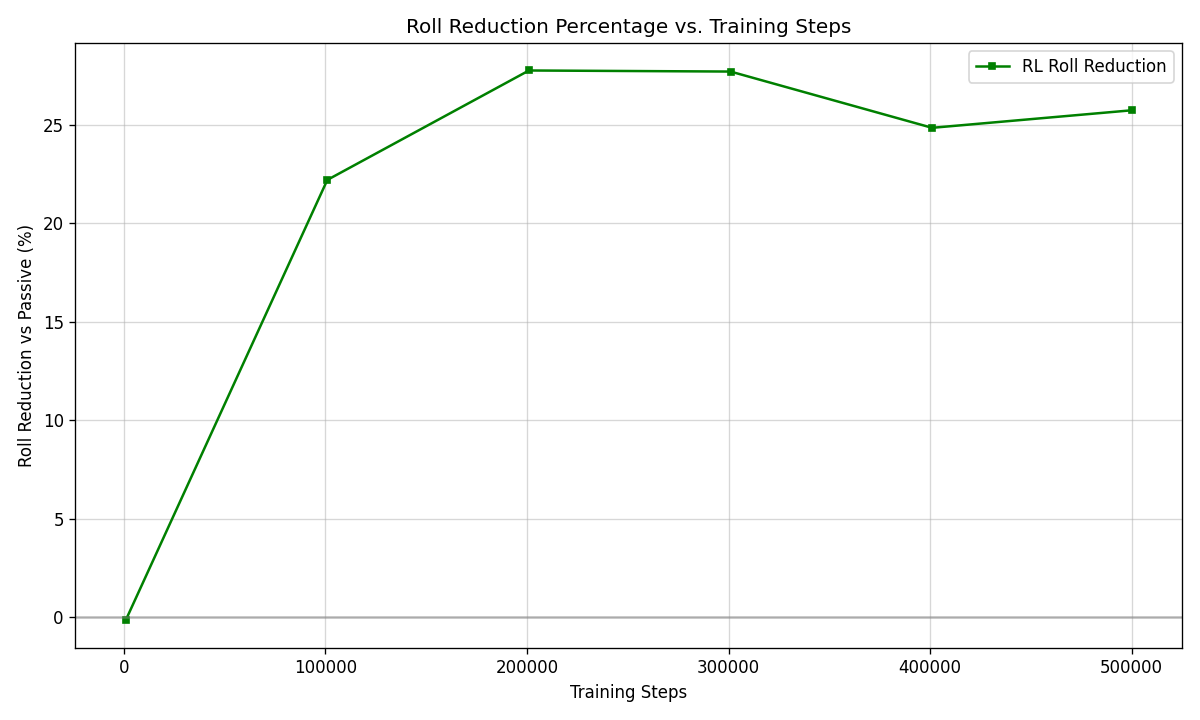 Roll Reduction Percentage vs. Training Steps
RL Roll Reduction
Roll Reduction vs Passive (%)
25
20
15
10
5
0
0 100000 200000 300000 400000 500000
Training Steps